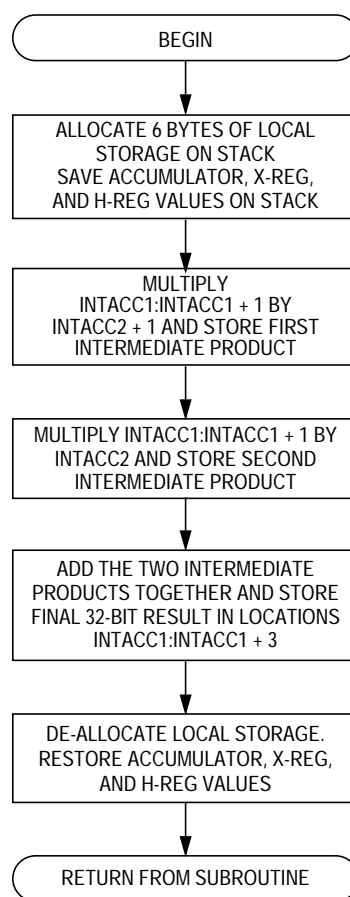 BEGIN
ALLOCATE 6 BYTES OF LOCAL
STORAGE ON STACK
SAVE ACCUMULATOR, X-REG,
AND H-REG VALUES ON STACK
MULTIPLY
INTACC1:INTACC1 + 1 BY
INTACC2 + 1 AND STORE FIRST
INTERMEDIATE PRODUCT
MULTIPLY INTACC1:INTACC1 + 1 BY
INTACC2 AND STORE SECOND
INTERMEDIATE PRODUCT
ADD THE TWO INTERMEDIATE
PRODUCTS TOGETHER AND STORE
FINAL 32-BIT RESULT IN LOCATIONS
INTACC1:INTACC1 + 3
DE-ALLOCATE LOCAL STORAGE.
RESTORE ACCUMULATOR, X-REG,
AND H-REG VALUES
RETURN FROM SUBROUTINE